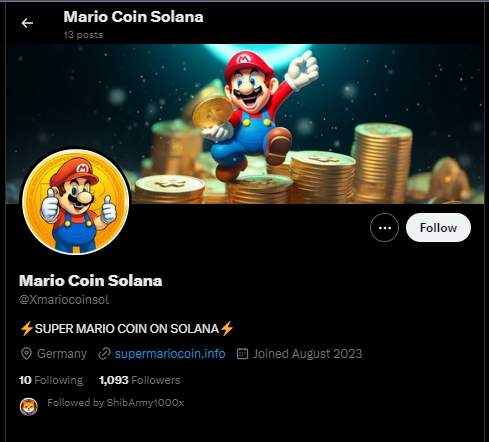 Mario Coin Solana
13 posts
M
Follow
M
Mario Coin Solana
@Xmariocoinsol
⚡SUPER MARIO COIN ON SOLANA⚡
Germany supermariocoin.info Joined August 2023
10 Following 1,093 Followers
Followed by ShibArmy1000x